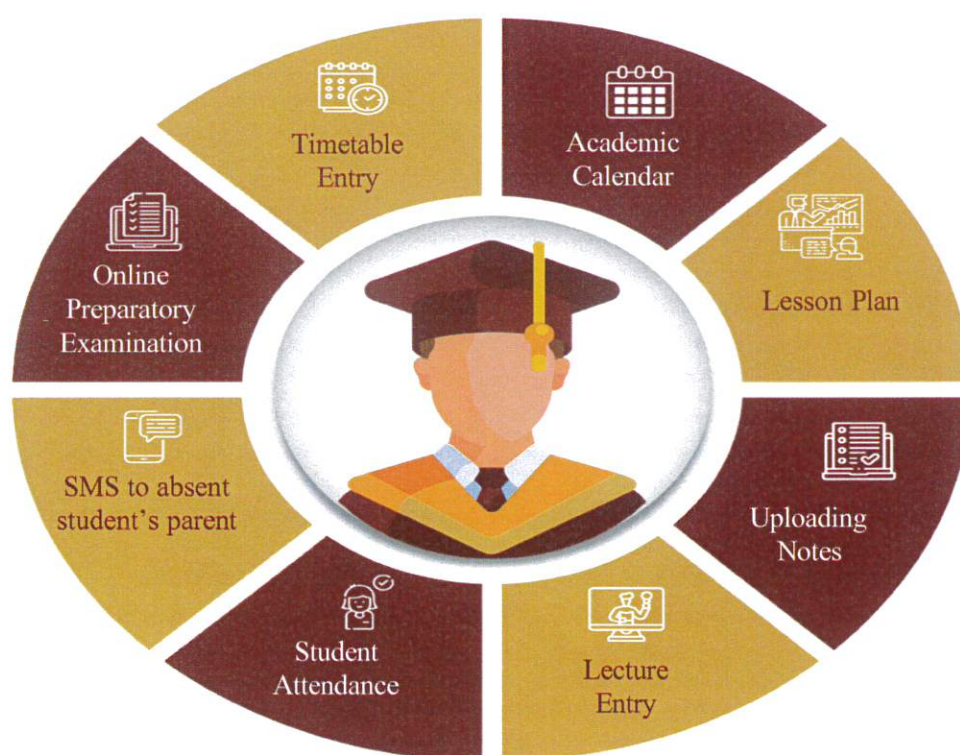 Timetable
Entry
Academic
Calendar
Lesson Plan
Uploading
Notes
Lecture
Entry
Student
Attendance
SMS to absent
student's parent
Online
Preparatory
Examination